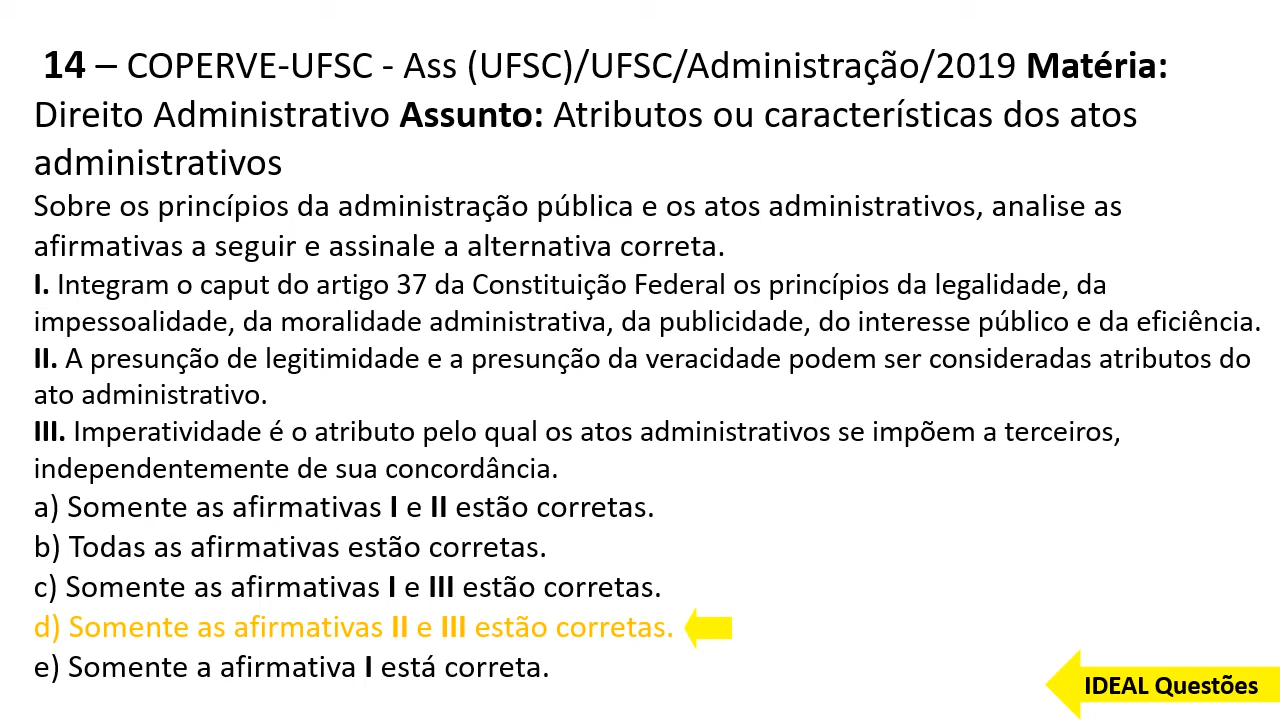 14 – COPERVE-UFSC - Ass (UFSC)/UFSC/Administração/2019 Matéria:
Direito Administrativo Assunto: Atributos ou características dos atos
administrativos
Sobre os princípios da administração pública e os atos administrativos, analise as
afirmativas a seguir e assinale a alternativa correta.
I. Integram o caput do artigo 37 da Constituição Federal os princípios da legalidade, da
impessoalidade, da moralidade administrativa, da publicidade, do interesse público e da eficiência.
II. A presunção de legitimidade e a presunção da veracidade podem ser consideradas atributos do
ato administrativo.
III. Imperatividade é o atributo pelo qual os atos administrativos se impõem a terceiros,
independentemente de sua concordância.
a) Somente as afirmativas I e II estão corretas.
b) Todas as afirmativas estão corretas.
c) Somente as afirmativas I e III estão corretas.
d) Somente as afirmativas II e III estão corretas.
e) Somente a afirmativa I está correta.
IDEAL Questões